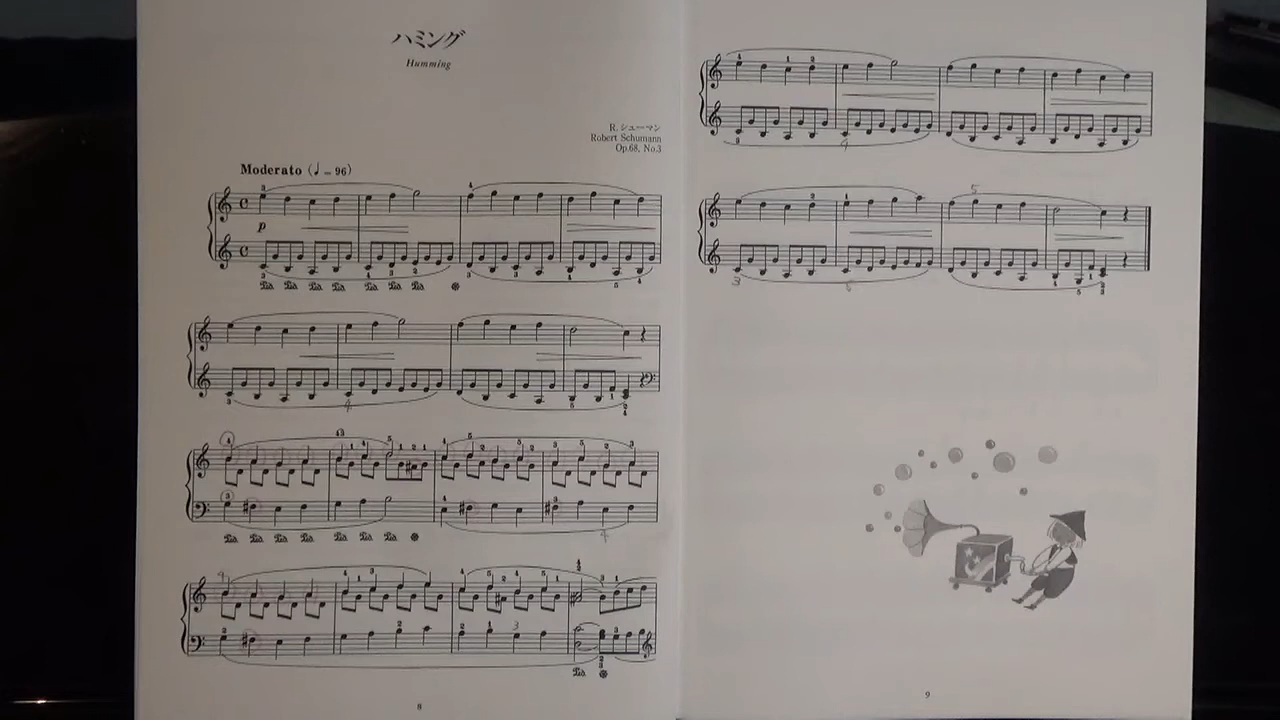 ハミング
Humming
R.シューマン
Robert Schumann
Op.68, No.3
Moderato (♩=96)
p
8
9